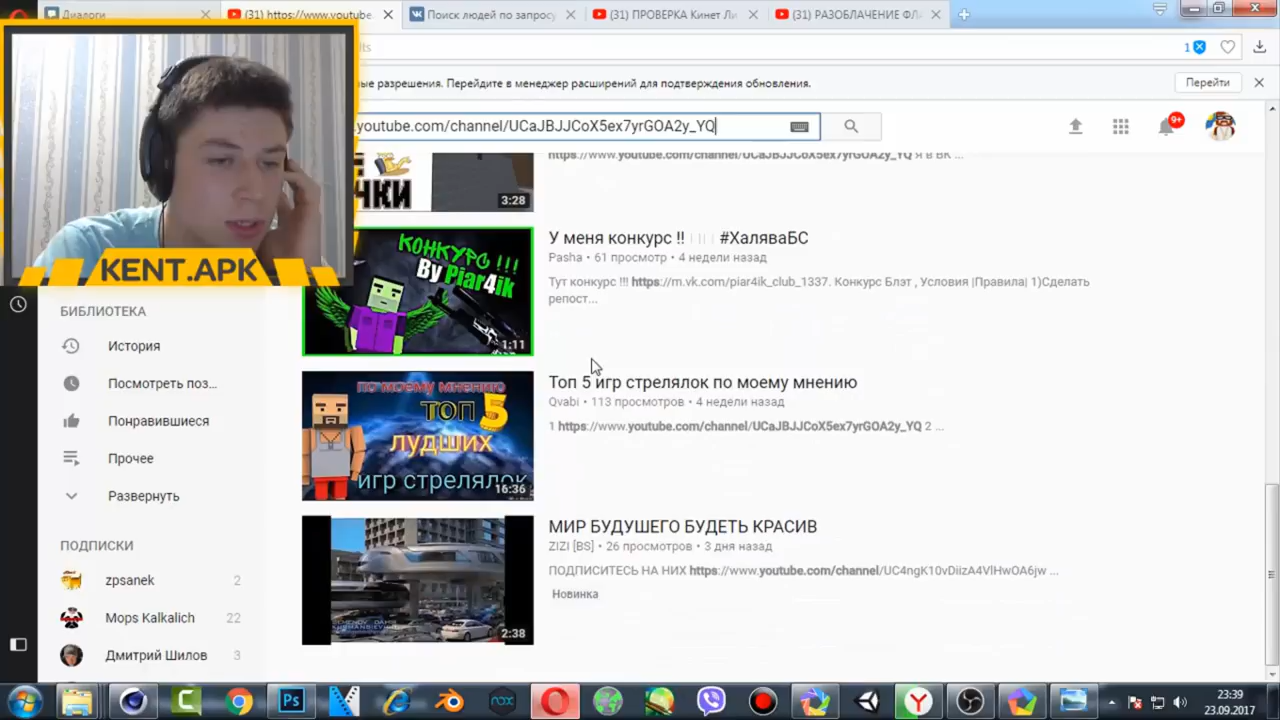 Диалоги
(31) https://www.youtube.
Поиск людей по запросу
(31) ПРОВЕРКА Кинет Ли
(31) РАЗОБЛАЧЕНИЕ ФЛ
lts
1
ые разрешения. Перейдите в менеджер расширений для подтверждения обновления.
Перейти
.youtube.com/channel/UCaJBJJCoX5ex7yrGOA2y_YQ
9+
https://www.youtube.com/channel/UCaJBJJCoX5ex7yrGOA2y_YQ я в ВК ...
ЧКИ
3:28
KENT.APK
КОНКУРС !!!
By Piar4ik
1:11
У меня конкурс !! #ХаляваБС
Pasha • 61 просмотр • 4 недели назад
Тут конкурс !!! https://m.vk.com/piar4ik_club_1337. Конкурс Блэт , Условия |Правила| 1)Сделать
репост...
БИБЛИОТЕКА
История
Посмотреть поз...
Понравившиеся
Прочее
Развернуть
ПО МОЕМУ МНЕНИЮ
ТОП 5
ЛУДШИХ
игр стрелялок
16:36
Топ 5 игр стрелялок по моему мнению
Qvabi • 113 просмотров • 4 недели назад
1 https://www.youtube.com/channel/UCaJBJJCoX5ex7yrGOA2y_YQ 2 ...
ПОДПИСКИ
zpsanek 2
Mops Kalkalich 22
Дмитрий Шилов 3
2:38
МИР БУДУШЕГО БУДЕТЬ КРАСИВ
ZIZI [BS] • 26 просмотров • 3 дня назад
ПОДПИСИТЕСЬ НА НИХ https://www.youtube.com/channel/UC4ngK10vDiizA4VlHwOA6jw ...
Новинка
Ps
nox
23:39
23.09.2017